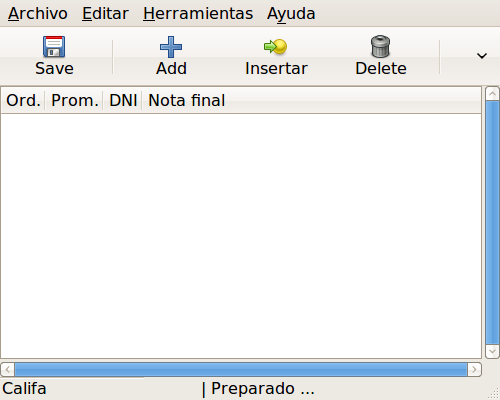 Archivo Editar Herramientas Ayuda
Save Add Insertar Delete
Ord. Prom. DNI Nota final
Califa | Preparado ...